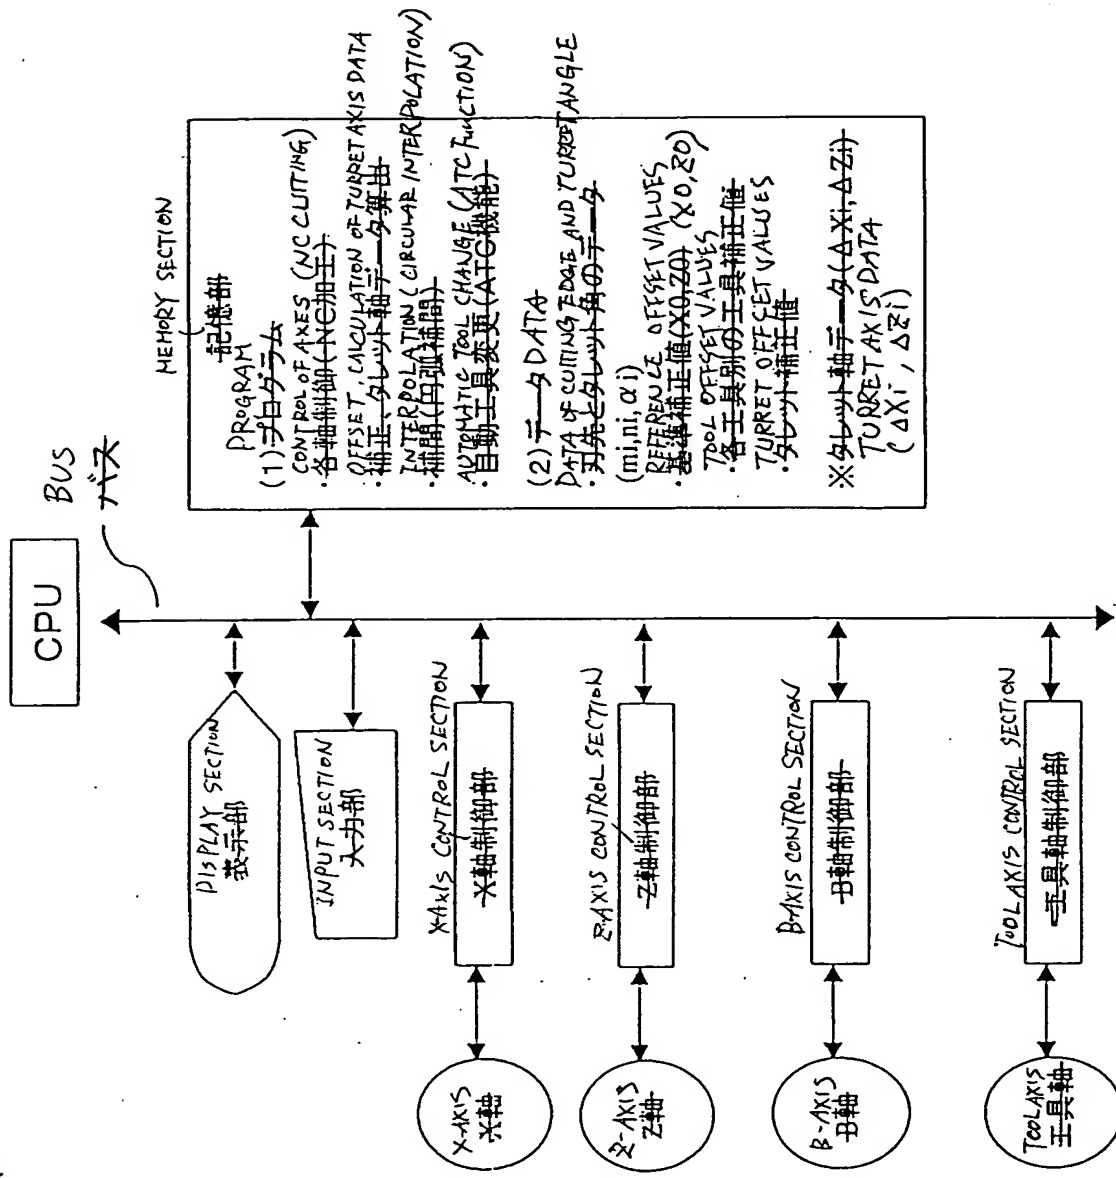 CPU
BUS
バス
MEMORY SECTION
記憶部
PROGRAM
(1)プログラム
CONTROL OF AXES (NC CUTTING)
・各軸制御(NC加工)
OFFSET, CALCULATION OF TURRET AXIS DATA
・補正、タレット軸データ算出
INTERPOLATION (CIRCULAR INTERPOLATION)
・補間(円弧補間)
AUTOMATIC TOOL CHANGE (ATC FUNCTION)
・自動工具変更(ATC機能)
(2)データ DATA
DATA OF CUTTING EDGE AND TURRET ANGLE
・刃先とタレット角のデータ
(mi,ni,αi)
REFERENCE OFFSET VALUES
・基準補正値(X0,Z0) (X0,Z0)
TOOL OFFSET VALUES
・各工具別の工具補正値
TURRET OFFSET VALUES
・タレット補正値
※タレット軸データ(ΔXi,ΔZi)
TURRET AXIS DATA
(ΔXi, ΔZi)
DISPLAY SECTION
表示部
INPUT SECTION
入力部
X-AXIS CONTROL SECTION
X軸制御部
Z-AXIS CONTROL SECTION
Z軸制御部
B-AXIS CONTROL SECTION
B軸制御部
TOOL AXIS CONTROL SECTION
工具軸制御部
X-AXIS
X軸
Z-AXIS
Z軸
B-AXIS
B軸
TOOL AXIS
工具軸